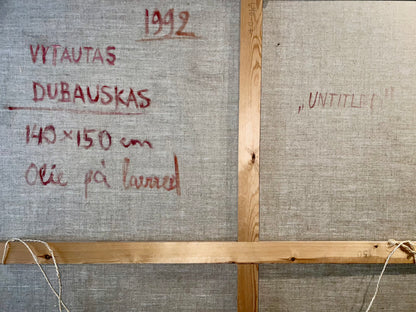 1992
VYTAUTAS
DUBAUSKAS
140×150 cm
Olie på lærred
„UNTITLED"